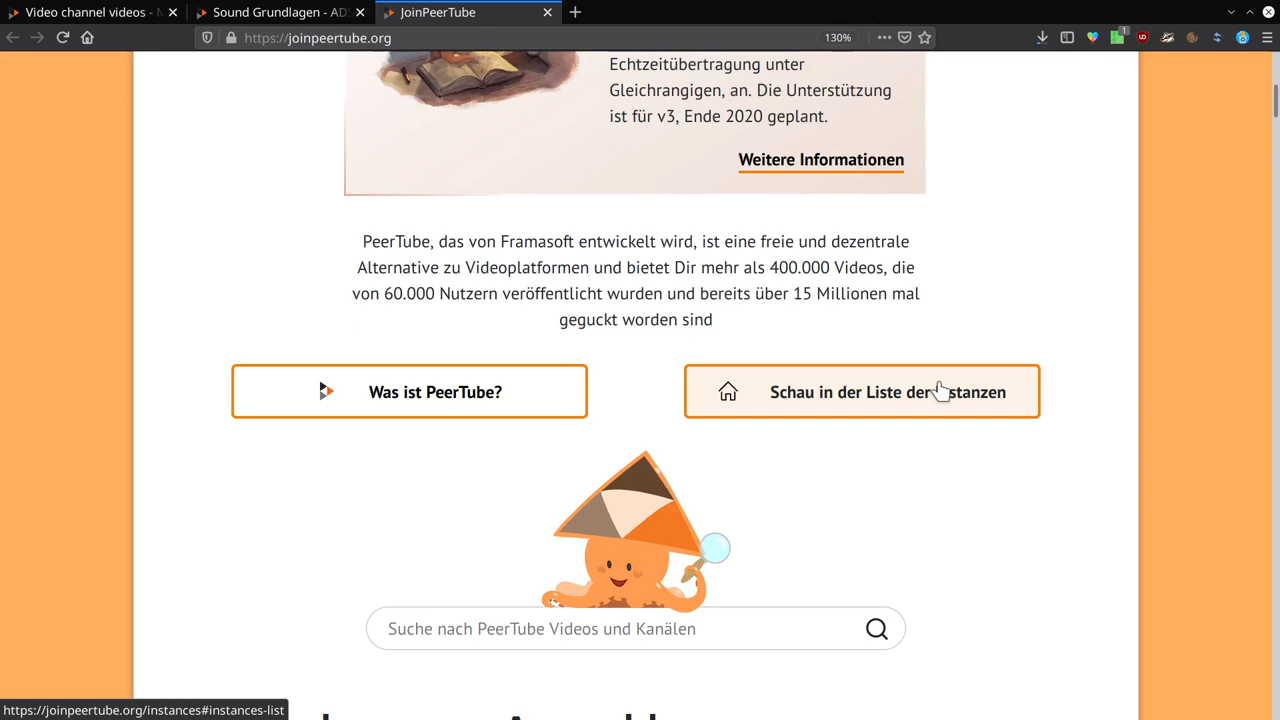 Video channel videos -
Sound Grundlagen - AD
JoinPeerTube
https://joinpeertube.org
130%
1
Echtzeitübertragung unter
Gleichrangigen, an. Die Unterstützung
ist für v3, Ende 2020 geplant.
Weitere Informationen
PeerTube, das von Framasoft entwickelt wird, ist eine freie und dezentrale
Alternative zu Videoplatformen und bietet Dir mehr als 400.000 Videos, die
von 60.000 Nutzern veröffentlicht wurden und bereits über 15 Millionen mal
geguckt worden sind
Was ist PeerTube?
Schau in der Liste der stanzen
Suche nach PeerTube Videos und Kanälen
https://joinpeertube.org/instances#instances-list